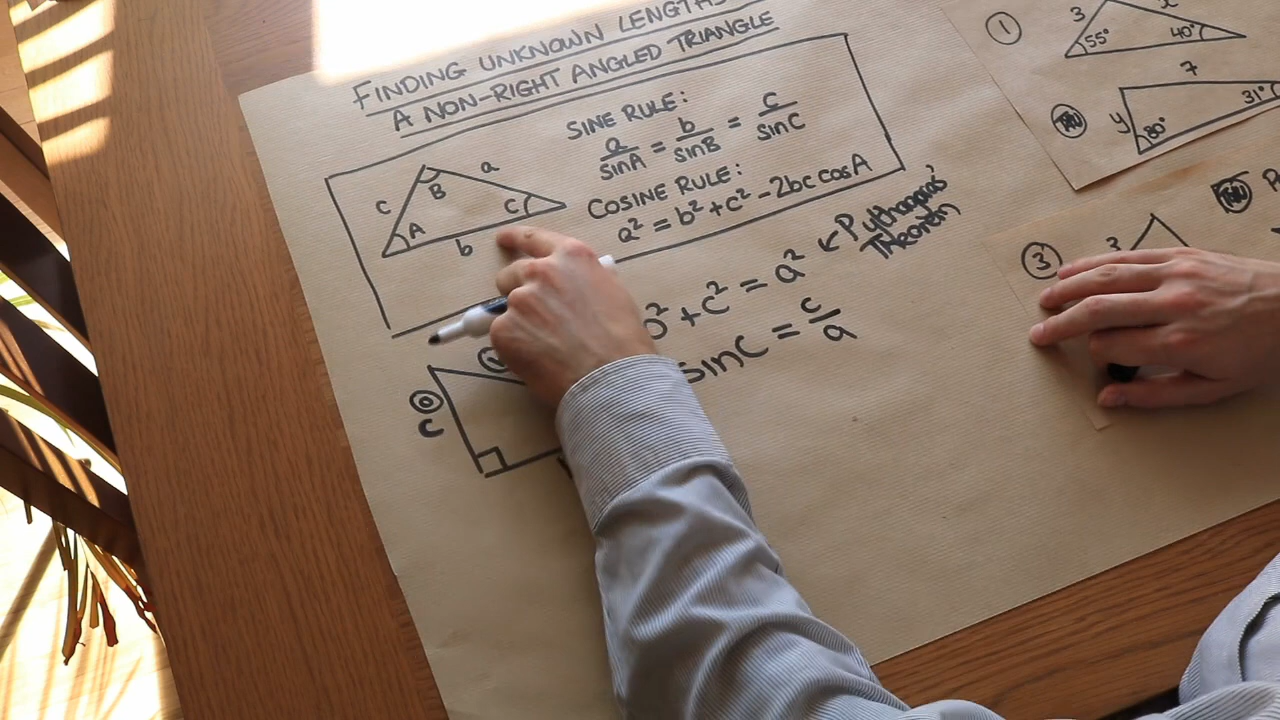 FINDING UNKNOWN LENGTHS
A NON-RIGHT ANGLED TRIANGLE
SINE RULE:
a/sinA = b/sinB = c/sinC
COSINE RULE:
a² = b² + c² - 2bc cosA
c B a
A b C
b² + c² = a² ← Pythagoras'
Theorem
sinC = c/a
O
c
1
3 x
55° 40°
7
y 80° 31°
3
3